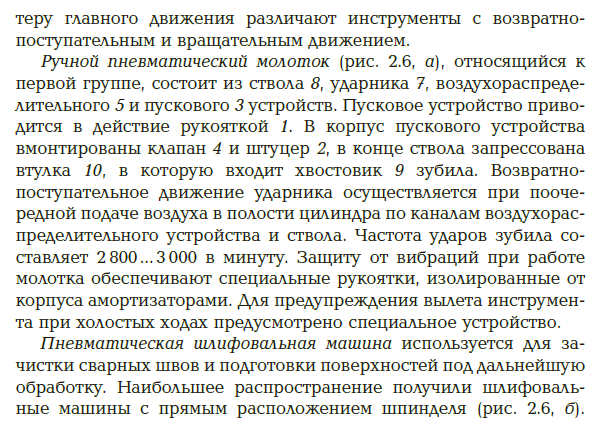 теру главного движения различают инструменты с возвратно-
поступательным и вращательным движением.
Ручной пневматический молоток (рис. 2.6, а), относящийся к
первой группе, состоит из ствола 8, ударника 7, воздухораспреде-
лительного 5 и пускового 3 устройств. Пусковое устройство приво-
дится в действие рукояткой 1. В корпус пускового устройства
вмонтированы клапан 4 и штуцер 2, в конце ствола запрессована
втулка 10, в которую входит хвостовик 9 зубила. Возвратно-
поступательное движение ударника осуществляется при пооче-
редной подаче воздуха в полости цилиндра по каналам воздухорас-
пределительного устройства и ствола. Частота ударов зубила со-
ставляет 2 800 ... 3 000 в минуту. Защиту от вибраций при работе
молотка обеспечивают специальные рукоятки, изолированные от
корпуса амортизаторами. Для предупреждения вылета инструмен-
та при холостых ходах предусмотрено специальное устройство.
Пневматическая шлифовальная машина используется для за-
чистки сварных швов и подготовки поверхностей под дальнейшую
обработку. Наибольшее распространение получили шлифоваль-
ные машины с прямым расположением шпинделя (рис. 2.6, б).